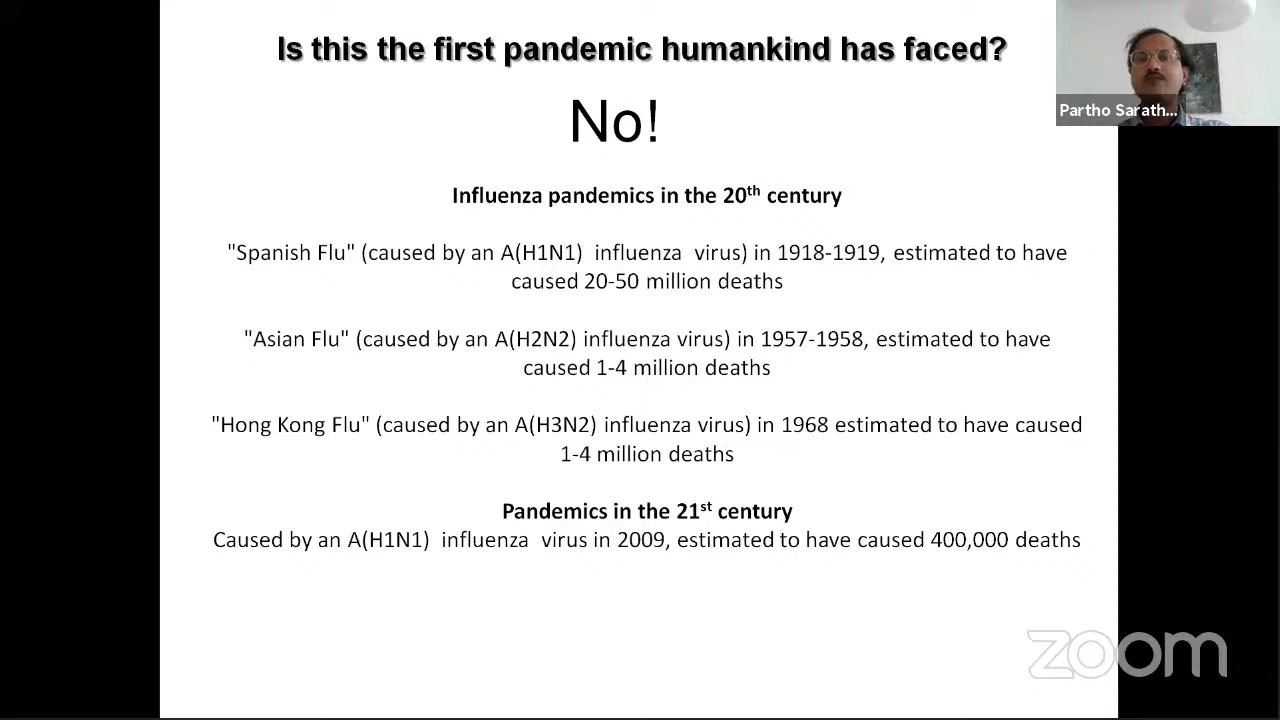 Is this the first pandemic humankind has faced?
No!
Partho Sarath...
Influenza pandemics in the 20th century
"Spanish Flu" (caused by an A(H1N1) influenza virus) in 1918-1919, estimated to have
caused 20-50 million deaths
"Asian Flu" (caused by an A(H2N2) influenza virus) in 1957-1958, estimated to have
caused 1-4 million deaths
"Hong Kong Flu" (caused by an A(H3N2) influenza virus) in 1968 estimated to have caused
1-4 million deaths
Pandemics in the 21st century
Caused by an A(H1N1) influenza virus in 2009, estimated to have caused 400,000 deaths
zoom